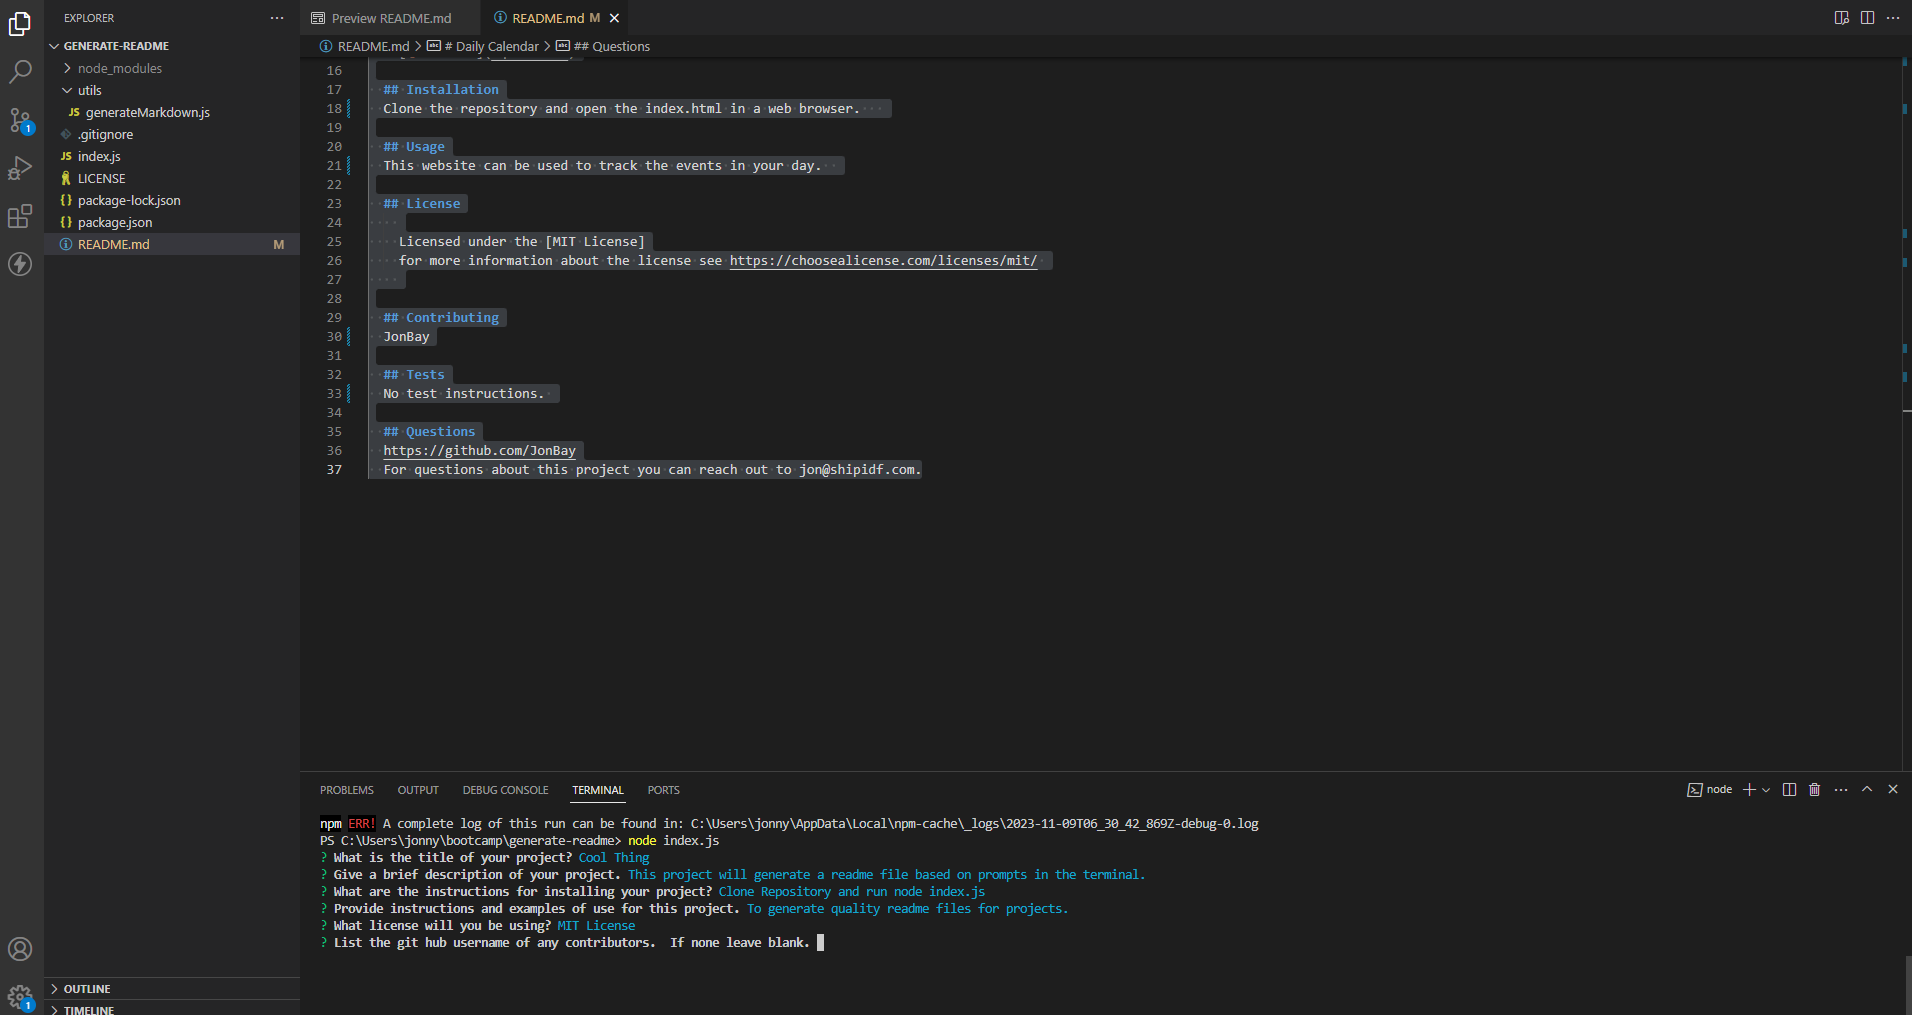 EXPLORER
GENERATE-README
node_modules
utils
JS generateMarkdown.js
.gitignore
JS index.js
LICENSE
{} package-lock.json
{} package.json
README.md M
OUTLINE
TIMELINE
1
1
Preview README.md
README.md M
README.md > # Daily Calendar > ## Questions
16
17 ## Installation
18 Clone the repository and open the index.html in a web browser.
19
20 ## Usage
21 This website can be used to track the events in your day.
22
23 ## License
24
25 Licensed under the [MIT License]
26 for more information about the license see https://choosealicense.com/licenses/mit/
27
28
29 ## Contributing
30 JonBay
31
32 ## Tests
33 No test instructions.
34
35 ## Questions
36 https://github.com/JonBay
37 For questions about this project you can reach out to jon@shipidf.com.
PROBLEMS OUTPUT DEBUG CONSOLE TERMINAL PORTS
node
npm ERR! A complete log of this run can be found in: C:\Users\jonny\AppData\Local\npm-cache\_logs\2023-11-09T06_30_42_869Z-debug-0.log
PS C:\Users\jonny\bootcamp\generate-readme> node index.js
? What is the title of your project? Cool Thing
? Give a brief description of your project. This project will generate a readme file based on prompts in the terminal.
? What are the instructions for installing your project? Clone Repository and run node index.js
? Provide instructions and examples of use for this project. To generate quality readme files for projects.
? What license will you be using? MIT License
? List the git hub username of any contributors.  If none leave blank.